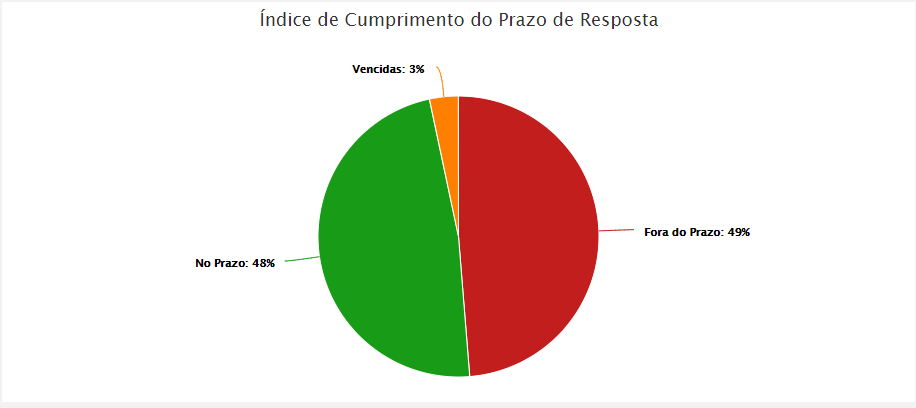 Índice de Cumprimento do Prazo de Resposta
Vencidas: 3%
Fora do Prazo: 49%
No Prazo: 48%